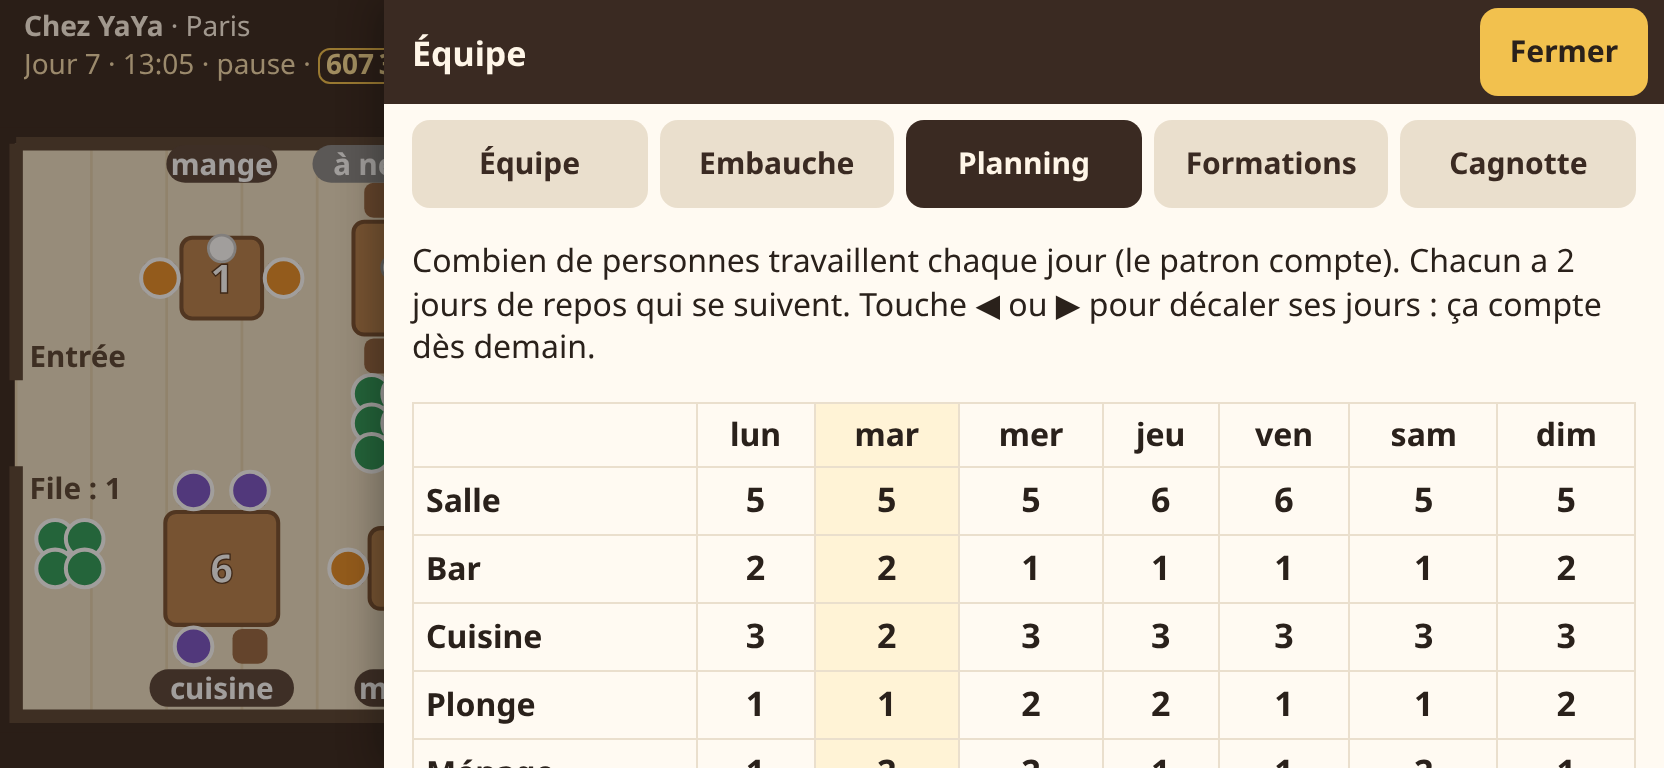 Chez YaYa · Paris
Jour 7 · 13:05 · pause · 607
mange
à
1
Entrée
File : 1
6
cuisine
Équipe
Fermer
Équipe Embauche Planning Formations Cagnotte
Combien de personnes travaillent chaque jour (le patron compte). Chacun a 2
jours de repos qui se suivent. Touche ◀ ou ▶ pour décaler ses jours : ça compte
dès demain.
lun mar mer jeu ven sam dim
Salle 5 5 5 6 6 5 5
Bar 2 2 1 1 1 1 2
Cuisine 3 2 3 3 3 3 3
Plonge 1 1 2 2 1 1 2
Ménage